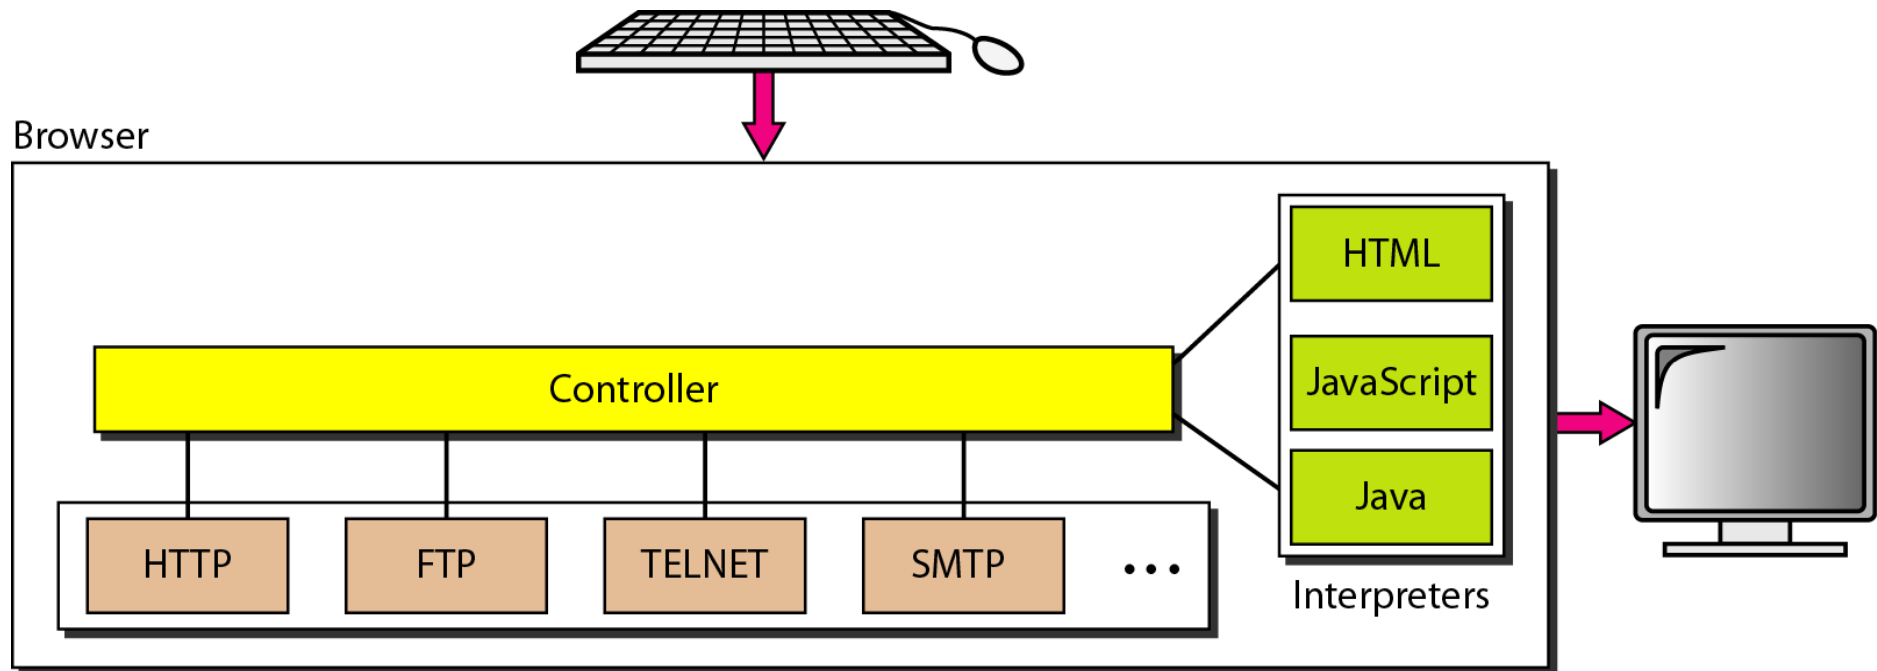 Browser
Controller
HTML
JavaScript
Java
Interpreters
HTTP
FTP
TELNET
SMTP
...